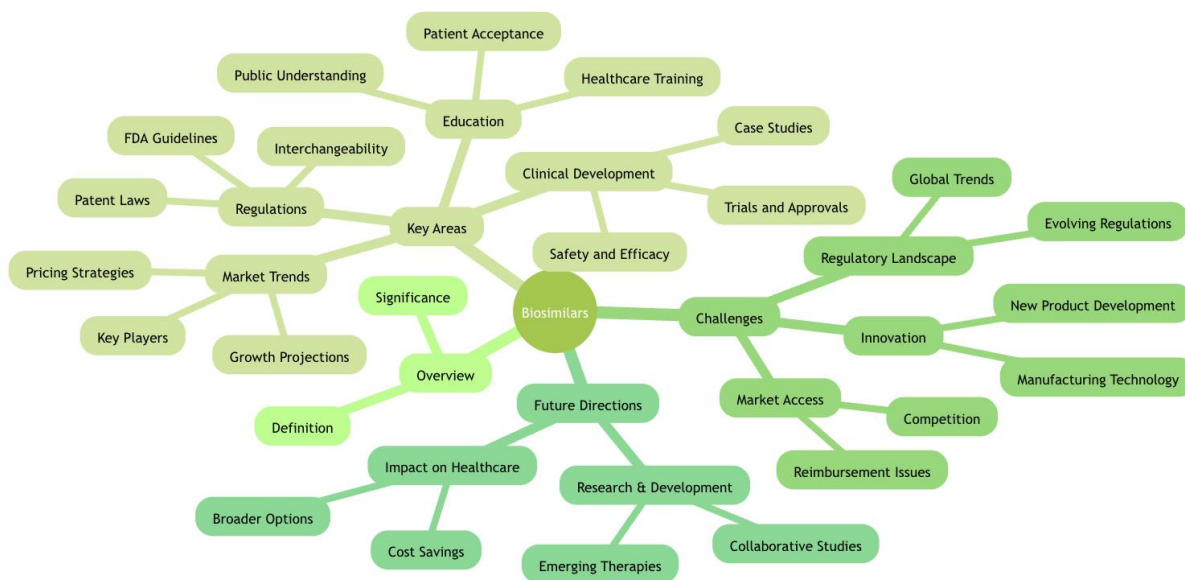 Patient Acceptance
Public Understanding
Healthcare Training
Education
Case Studies
FDA Guidelines
Interchangeability
Clinical Development
Global Trends
Patent Laws
Regulations
Trials and Approvals
Key Areas
Evolving Regulations
Safety and Efficacy
Regulatory Landscape
Pricing Strategies
Market Trends
Significance
Biosimilars
Challenges
New Product Development
Key Players
Innovation
Growth Projections
Overview
Manufacturing Technology
Market Access
Future Directions
Competition
Definition
Impact on Healthcare
Reimbursement Issues
Research & Development
Broader Options
Cost Savings
Collaborative Studies
Emerging Therapies